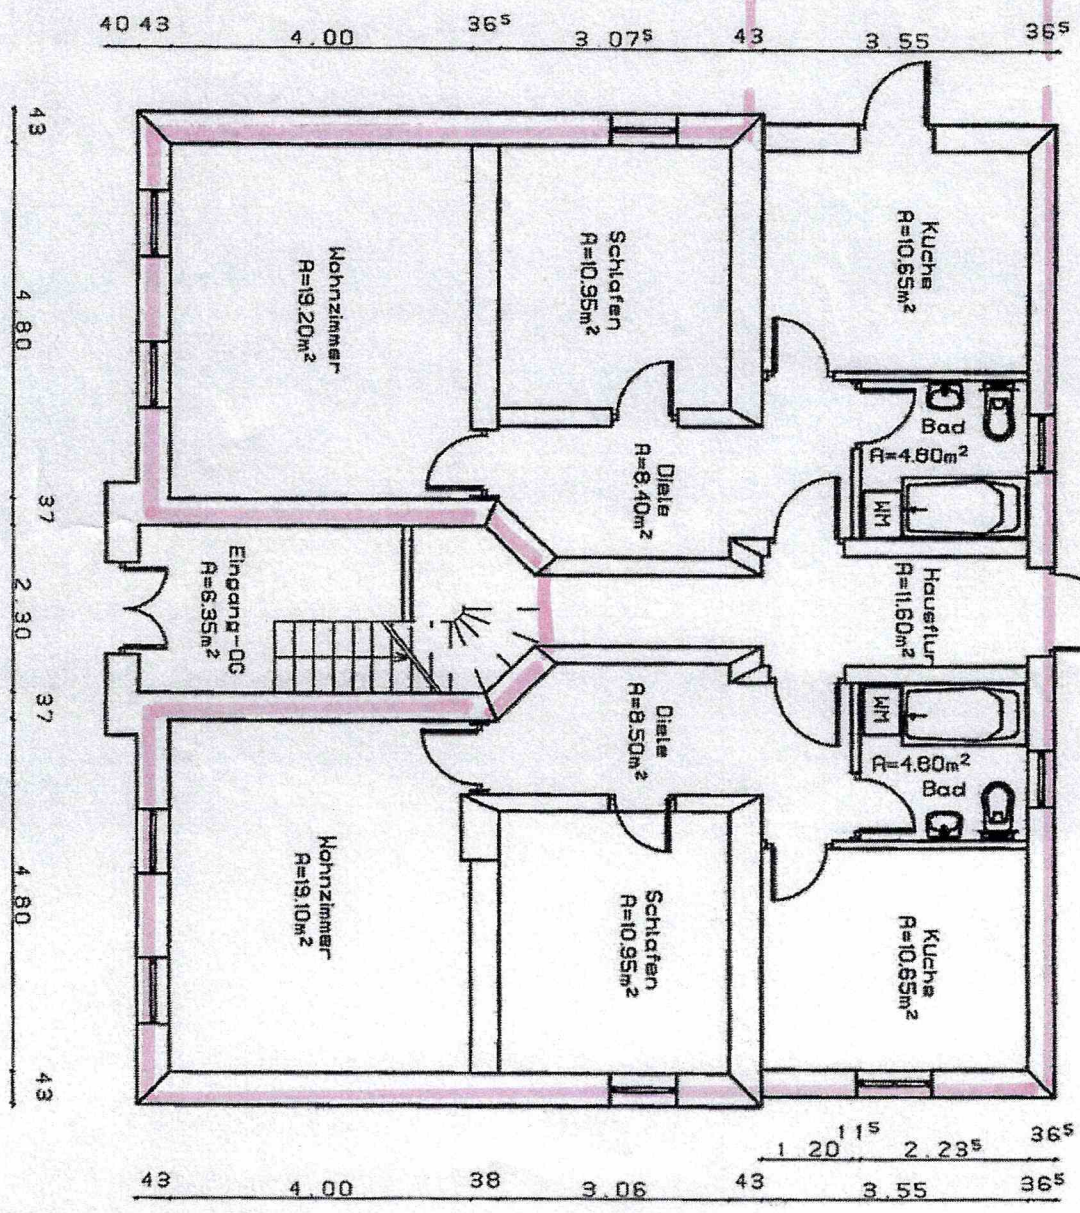 40 43 4.00 36⁵ 3.07⁵ 43 3.55 36⁵
43
4.80
37
2.30
37
4.80
43
Wohnzimmer
A=19.20m²
Schlafen
A=10.95m²
Küche
A=10.65m²
Bad
A=4.80m²
WM
Diele
A=8.40m²
Eingang-OG
A=6.35m²
Hausflur
A=11.60m²
Diele
A=8.50m²
WM
A=4.80m²
Bad
Wohnzimmer
A=19.10m²
Schlafen
A=10.95m²
Küche
A=10.65m²
1.20 11⁵ 2.23⁵ 36⁵
43 4.00 38 3.06 43 3.55 36⁵